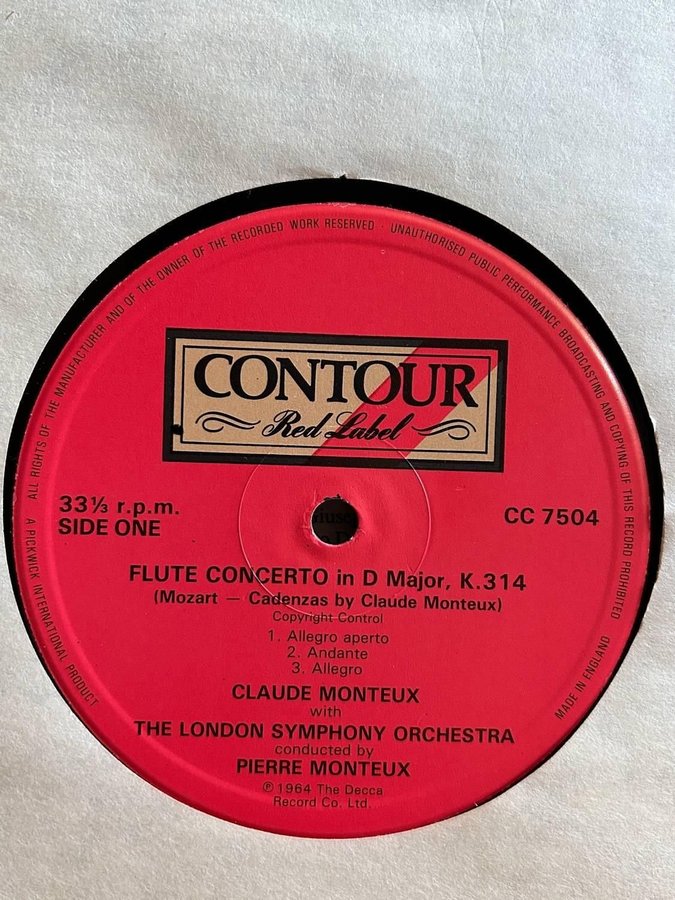 ALL RIGHTS OF THE MANUFACTURER AND OF THE OWNER OF THE RECORDED WORK RESERVED · UNAUTHORISED PUBLIC PERFORMANCE BROADCASTING AND COPYING OF THIS RECORD PROHIBITED
CONTOUR
Red Label
33⅓ r.p.m.
SIDE ONE
CC 7504
FLUTE CONCERTO in D Major, K.314
(Mozart — Cadenzas by Claude Monteux)
Copyright Control
1. Allegro aperto
2. Andante
3. Allegro
CLAUDE MONTEUX
with
THE LONDON SYMPHONY ORCHESTRA
conducted by
PIERRE MONTEUX
℗1964 The Decca
Record Co. Ltd.
A PICKWICK INTERNATIONAL PRODUCT
MADE IN ENGLAND